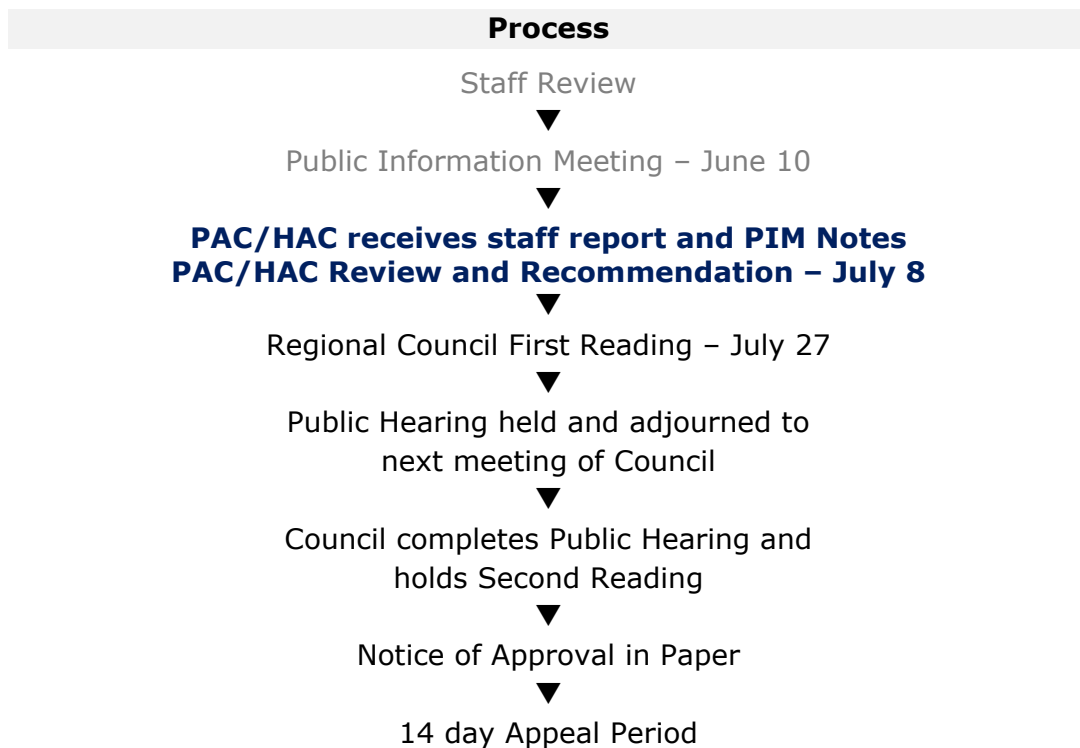 Process
Staff Review
Public Information Meeting – June 10
PAC/HAC receives staff report and PIM Notes
PAC/HAC Review and Recommendation – July 8
Regional Council First Reading – July 27
Public Hearing held and adjourned to
next meeting of Council
Council completes Public Hearing and
holds Second Reading
Notice of Approval in Paper
14 day Appeal Period